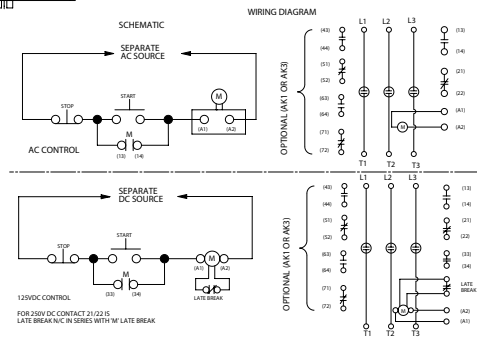 WIRING DIAGRAM
SCHEMATIC
SEPARATE
AC SOURCE
STOP
START
M
(A1) (A2)
M
(13) (14)
AC CONTROL
L1 L2 L3
OPTIONAL (AK1 OR AK3)
(43)
(44)
(51)
(52)
(63)
(64)
(71)
(72)
(13)
(14)
(21)
(22)
(A1)
(A2)
M
T1 T2 T3
SEPARATE
DC SOURCE
STOP
START
M
(A1) (A2)
M
(33) (34)
LATE BREAK
125VDC CONTROL
FOR 250V DC CONTACT 21/22 IS
LATE BREAK N/C IN SERIES WITH 'M' LATE BREAK
L1 L2 L3
OPTIONAL (AK1 OR AK3)
(43)
(44)
(51)
(52)
(63)
(64)
(71)
(72)
(13)
(14)
(21)
(22)
(33)
(34)
LATE
BREAK
(A2)
(A1)
M
T1 T2 T3